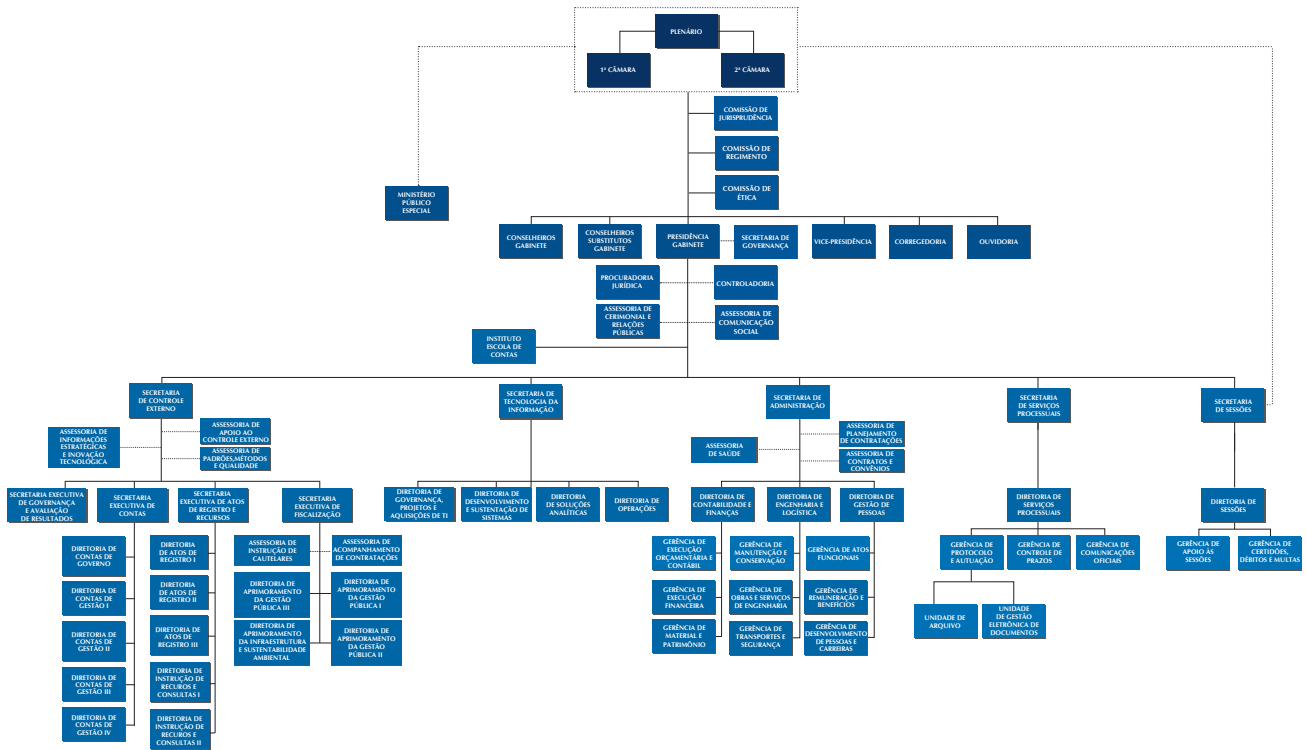 PLENÁRIO
1ª CÂMARA
2ª CÂMARA
COMISSÃO DE
JURISPRUDÊNCIA
COMISSÃO DE
REGIMENTO
COMISSÃO DE
ÉTICA
MINISTÉRIO
PÚBLICO
ESPECIAL
CONSELHEIROS
GABINETE
CONSELHEIROS
SUBSTITUTOS
GABINETE
PRESIDÊNCIA
GABINETE
SECRETARIA DE
GOVERNANÇA
VICE-PRESIDÊNCIA
CORREGEDORIA
OUVIDORIA
PROCURADORIA
JURÍDICA
CONTROLADORIA
ASSESSORIA DE
CERIMONIAL E
RELAÇÕES
PÚBLICAS
ASSESSORIA DE
COMUNICAÇÃO
SOCIAL
INSTITUTO
ESCOLA DE
CONTAS
SECRETARIA
DE CONTROLE
EXTERNO
SECRETARIA DE
TECNOLOGIA DA
INFORMAÇÃO
SECRETARIA DE
ADMINISTRAÇÃO
SECRETARIA
DE SERVIÇOS
PROCESSUAIS
SECRETARIA
DE SESSÕES
ASSESSORIA DE
INFORMAÇÕES
ESTRATÉGICAS
E INOVAÇÃO
TECNOLÓGICA
ASSESSORIA DE
APOIO AO
CONTROLE EXTERNO
ASSESSORIA DE
PADRÕES,MÉTODOS
E QUALIDADE
ASSESSORIA
DE SAÚDE
ASSESSORIA DE
PLANEJAMENTO
DE CONTRATAÇÕES
ASSESSORIA DE
CONTRATOS E
CONVÊNIOS
SECRETARIA EXECUTIVA
DE GOVERNANÇA
E AVALIAÇÃO
DE RESULTADOS
SECRETARIA
EXECUTIVA DE
CONTAS
SECRETARIA
EXECUTIVA DE ATOS
DE REGISTRO E
RECURSOS
SECRETARIA
EXECUTIVA DE
FISCALIZAÇÃO
DIRETORIA DE
GOVERNANÇA,
PROJETOS E
AQUISIÇÕES DE TI
DIRETORIA DE
DESENVOLVIMENTO
E SUSTENTAÇÃO DE
SISTEMAS
DIRETORIA
DE SOLUÇÕES
ANALÍTICAS
DIRETORIA DE
OPERAÇÕES
DIRETORIA DE
CONTABILIDADE E
FINANÇAS
DIRETORIA DE
ENGENHARIA E
LOGÍSTICA
DIRETORIA DE
GESTÃO DE
PESSOAS
DIRETORIA DE
SERVIÇOS
PROCESSUAIS
DIRETORIA DE
SESSÕES
DIRETORIA DE
CONTAS DE
GOVERNO
DIRETORIA DE
CONTAS DE
GESTÃO I
DIRETORIA DE
CONTAS DE
GESTÃO II
DIRETORIA DE
CONTAS DE
GESTÃO III
DIRETORIA DE
CONTAS DE
GESTÃO IV
DIRETORIA
DE ATOS DE
REGISTRO I
DIRETORIA
DE ATOS DE
REGISTRO II
DIRETORIA DE
ATOS DE
REGISTRO III
DIRETORIA DE
INSTRUÇÃO DE
RECUROS E
CONSULTAS I
DIRETORIA DE
INSTRUÇÃO DE
RECUROS E
CONSULTAS II
ASSESSORIA DE
INSTRUÇÃO DE
CAUTELARES
ASSESSORIA DE
ACOMPANHAMENTO
DE CONTRATAÇÕES
DIRETORIA DE
APRIMORAMENTO
DA GESTÃO
PÚBLICA III
DIRETORIA DE
APRIMORAMENTO
DA GESTÃO
PÚBLICA I
DIRETORIA DE
APRIMORAMENTO
DA INFRAESTRUTURA
E SUSTENTABILIDADE
AMBIENTAL
DIRETORIA DE
APRIMORAMENTO
DA GESTÃO
PÚBLICA II
GERÊNCIA DE
EXECUÇÃO
ORÇAMENTÁRIA E
CONTÁBIL
GERÊNCIA DE
MANUTENÇÃO E
CONSERVAÇÃO
GERÊNCIA DE ATOS
FUNCIONAIS
GERÊNCIA DE
EXECUÇÃO
FINANCEIRA
GERÊNCIA DE
OBRAS E SERVIÇOS
DE ENGENHARIA
GERÊNCIA DE
REMUNERAÇÃO E
BENEFÍCIOS
GERÊNCIA DE
MATERIAL E
PATRIMÔNIO
GERÊNCIA DE
TRANSPORTES E
SEGURANÇA
GERÊNCIA DE
DESENVOLVIMENTO
DE PESSOAS E
CARREIRAS
GERÊNCIA DE
PROTOCOLO
E AUTUAÇÃO
GERÊNCIA DE
CONTROLE DE
PRAZOS
GERÊNCIA DE
COMUNICAÇÕES
OFICIAIS
GERÊNCIA DE
APOIO ÀS
SESSÕES
GERÊNCIA DE
CERTIDÕES,
DÉBITOS E MULTAS
UNIDADE DE
ARQUIVO
UNIDADE
DE GESTÃO
ELETRÔNICA DE
DOCUMENTOS